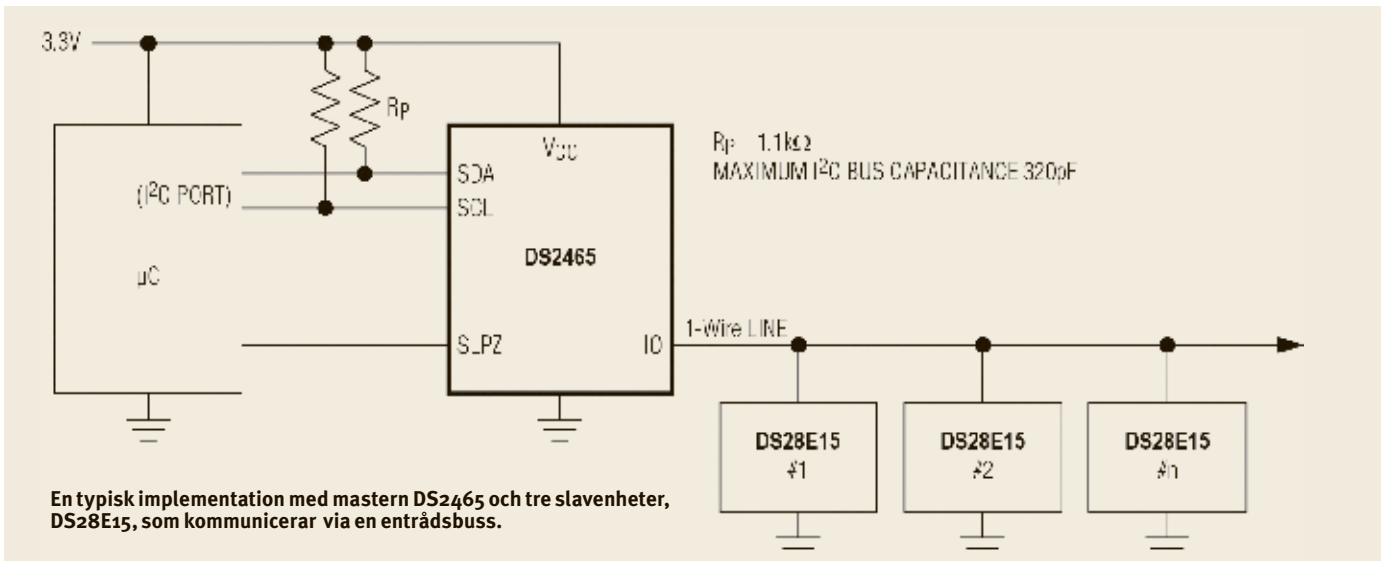 3.3V
RP
VCC
RP 1.1kΩ
MAXIMUM I²C BUS CAPACITANCE 320pF
SDA
(I²C PORT)
SCL
DS2465
µC
1-Wire LINE
SLPZ
IO
DS28E15
#1
DS28E15
#2
DS28E15
#n
En typisk implementation med mastern DS2465 och tre slavenheter,
DS28E15, som kommunicerar via en entrådsbuss.